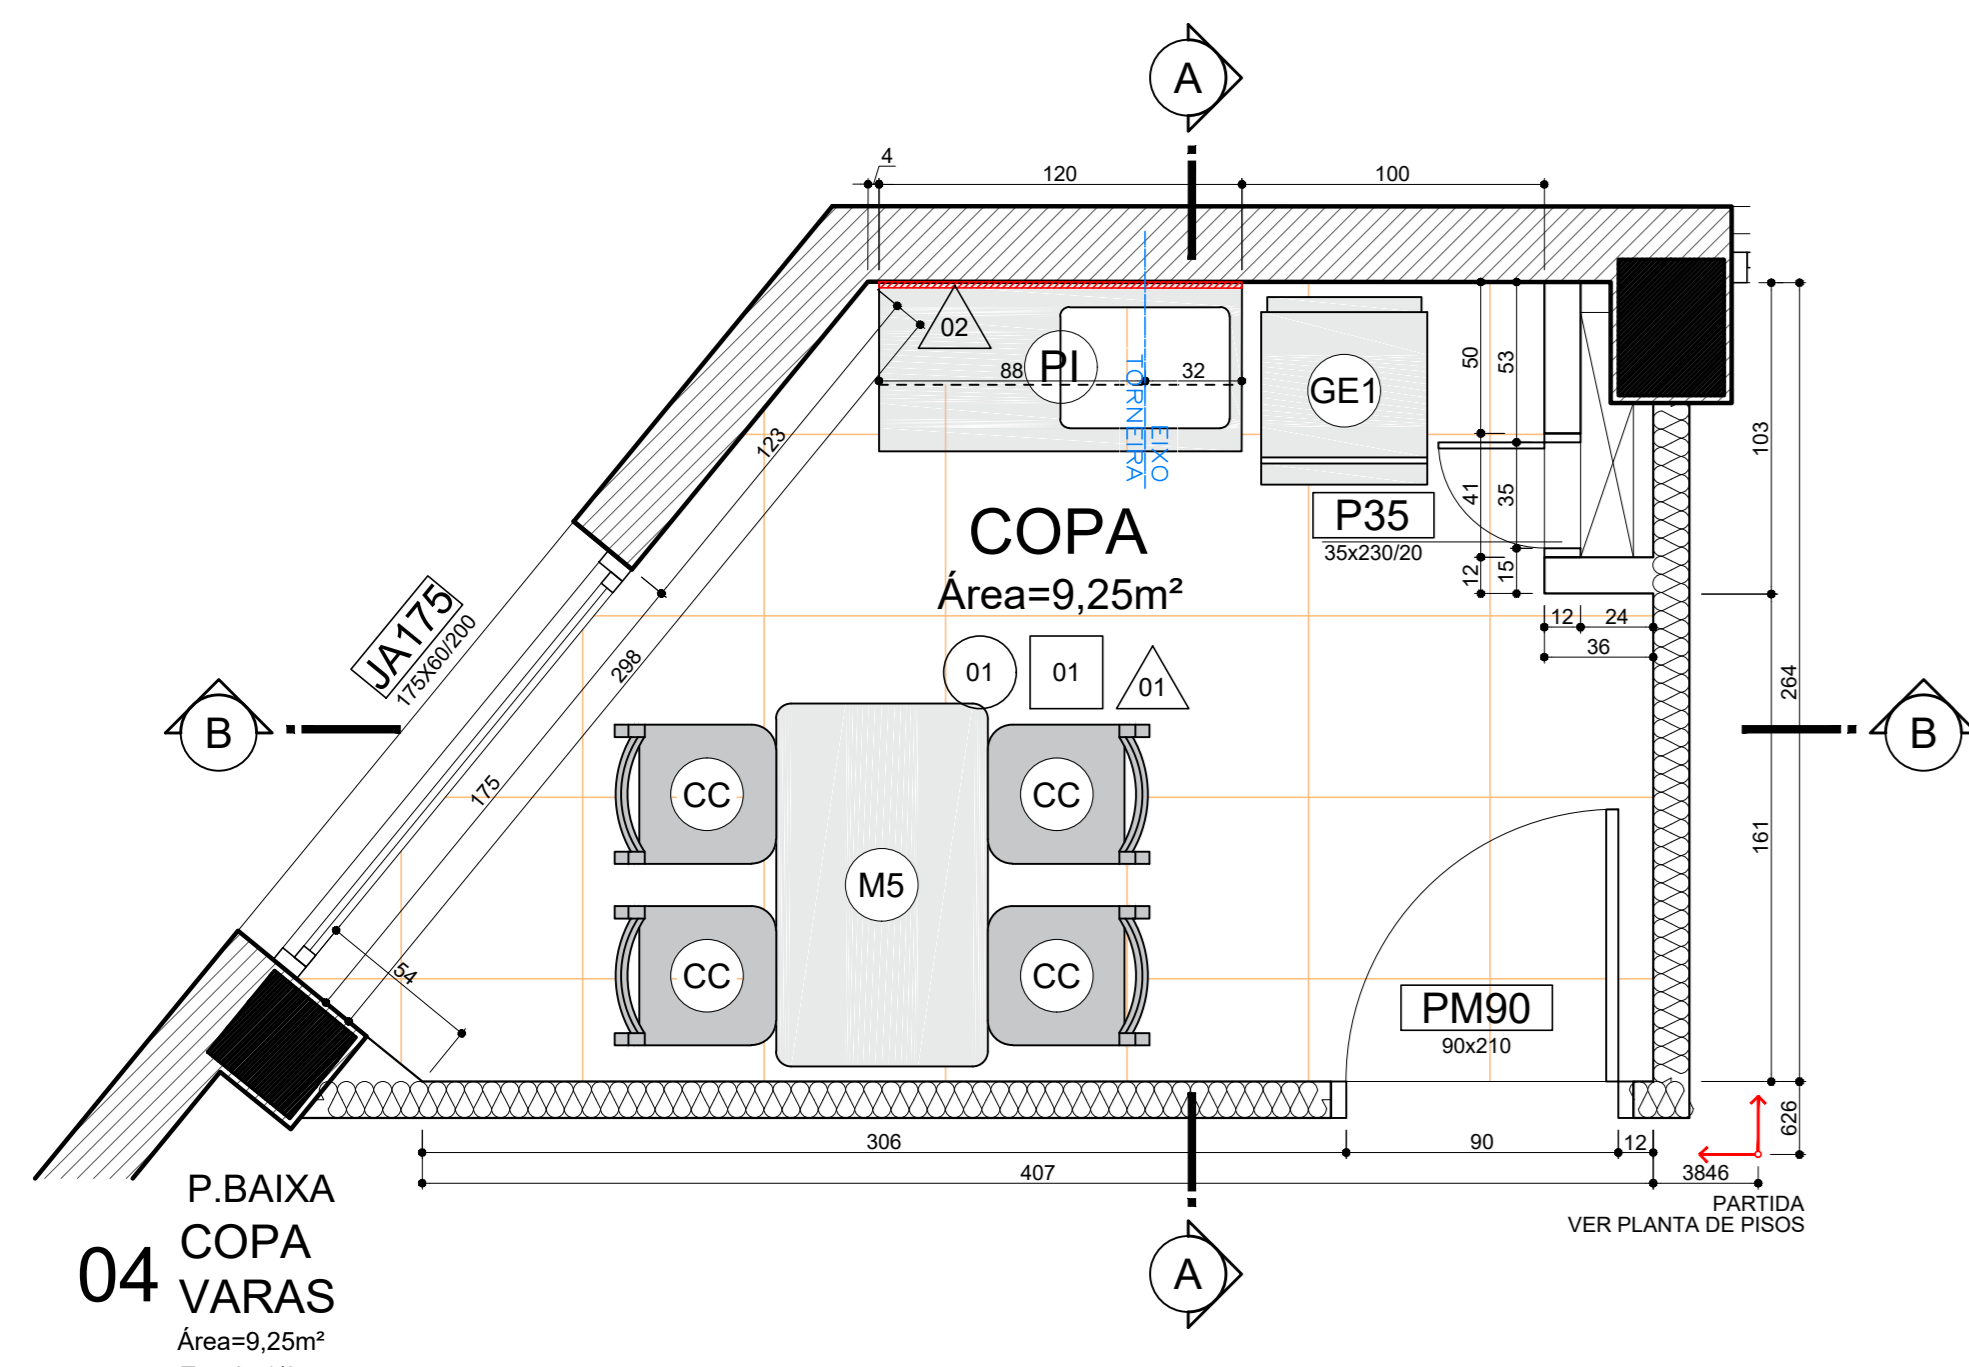 A
4
120
100
02
PI
88
32
EIXO
TORNEIRA
GE1
50
53
103
123
41
35
P35
35x230/20
COPA
Área=9,25m²
12
15
12
24
36
JA175
175X60/200
298
01
01
01
264
B
B
175
CC
CC
161
M5
54
CC
CC
PM90
90x210
626
306
90
12
407
3846
PARTIDA
VER PLANTA DE PISOS
A
04
P.BAIXA
COPA
VARAS
Área=9,25m²